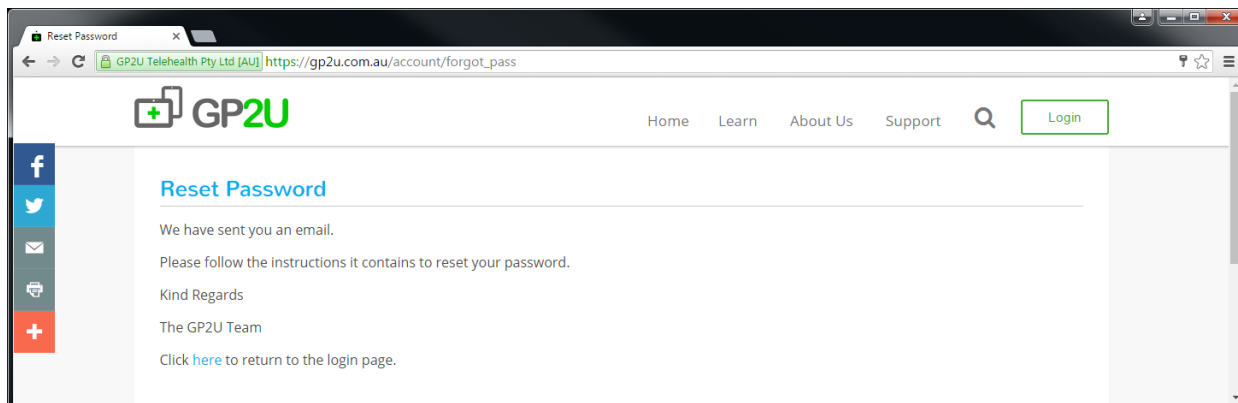 Reset Password
GP2U Telehealth Pty Ltd [AU] https://gp2u.com.au/account/forgot_pass
GP2U
Home Learn About Us Support Login
Reset Password
We have sent you an email.
Please follow the instructions it contains to reset your password.
Kind Regards
The GP2U Team
Click here to return to the login page.